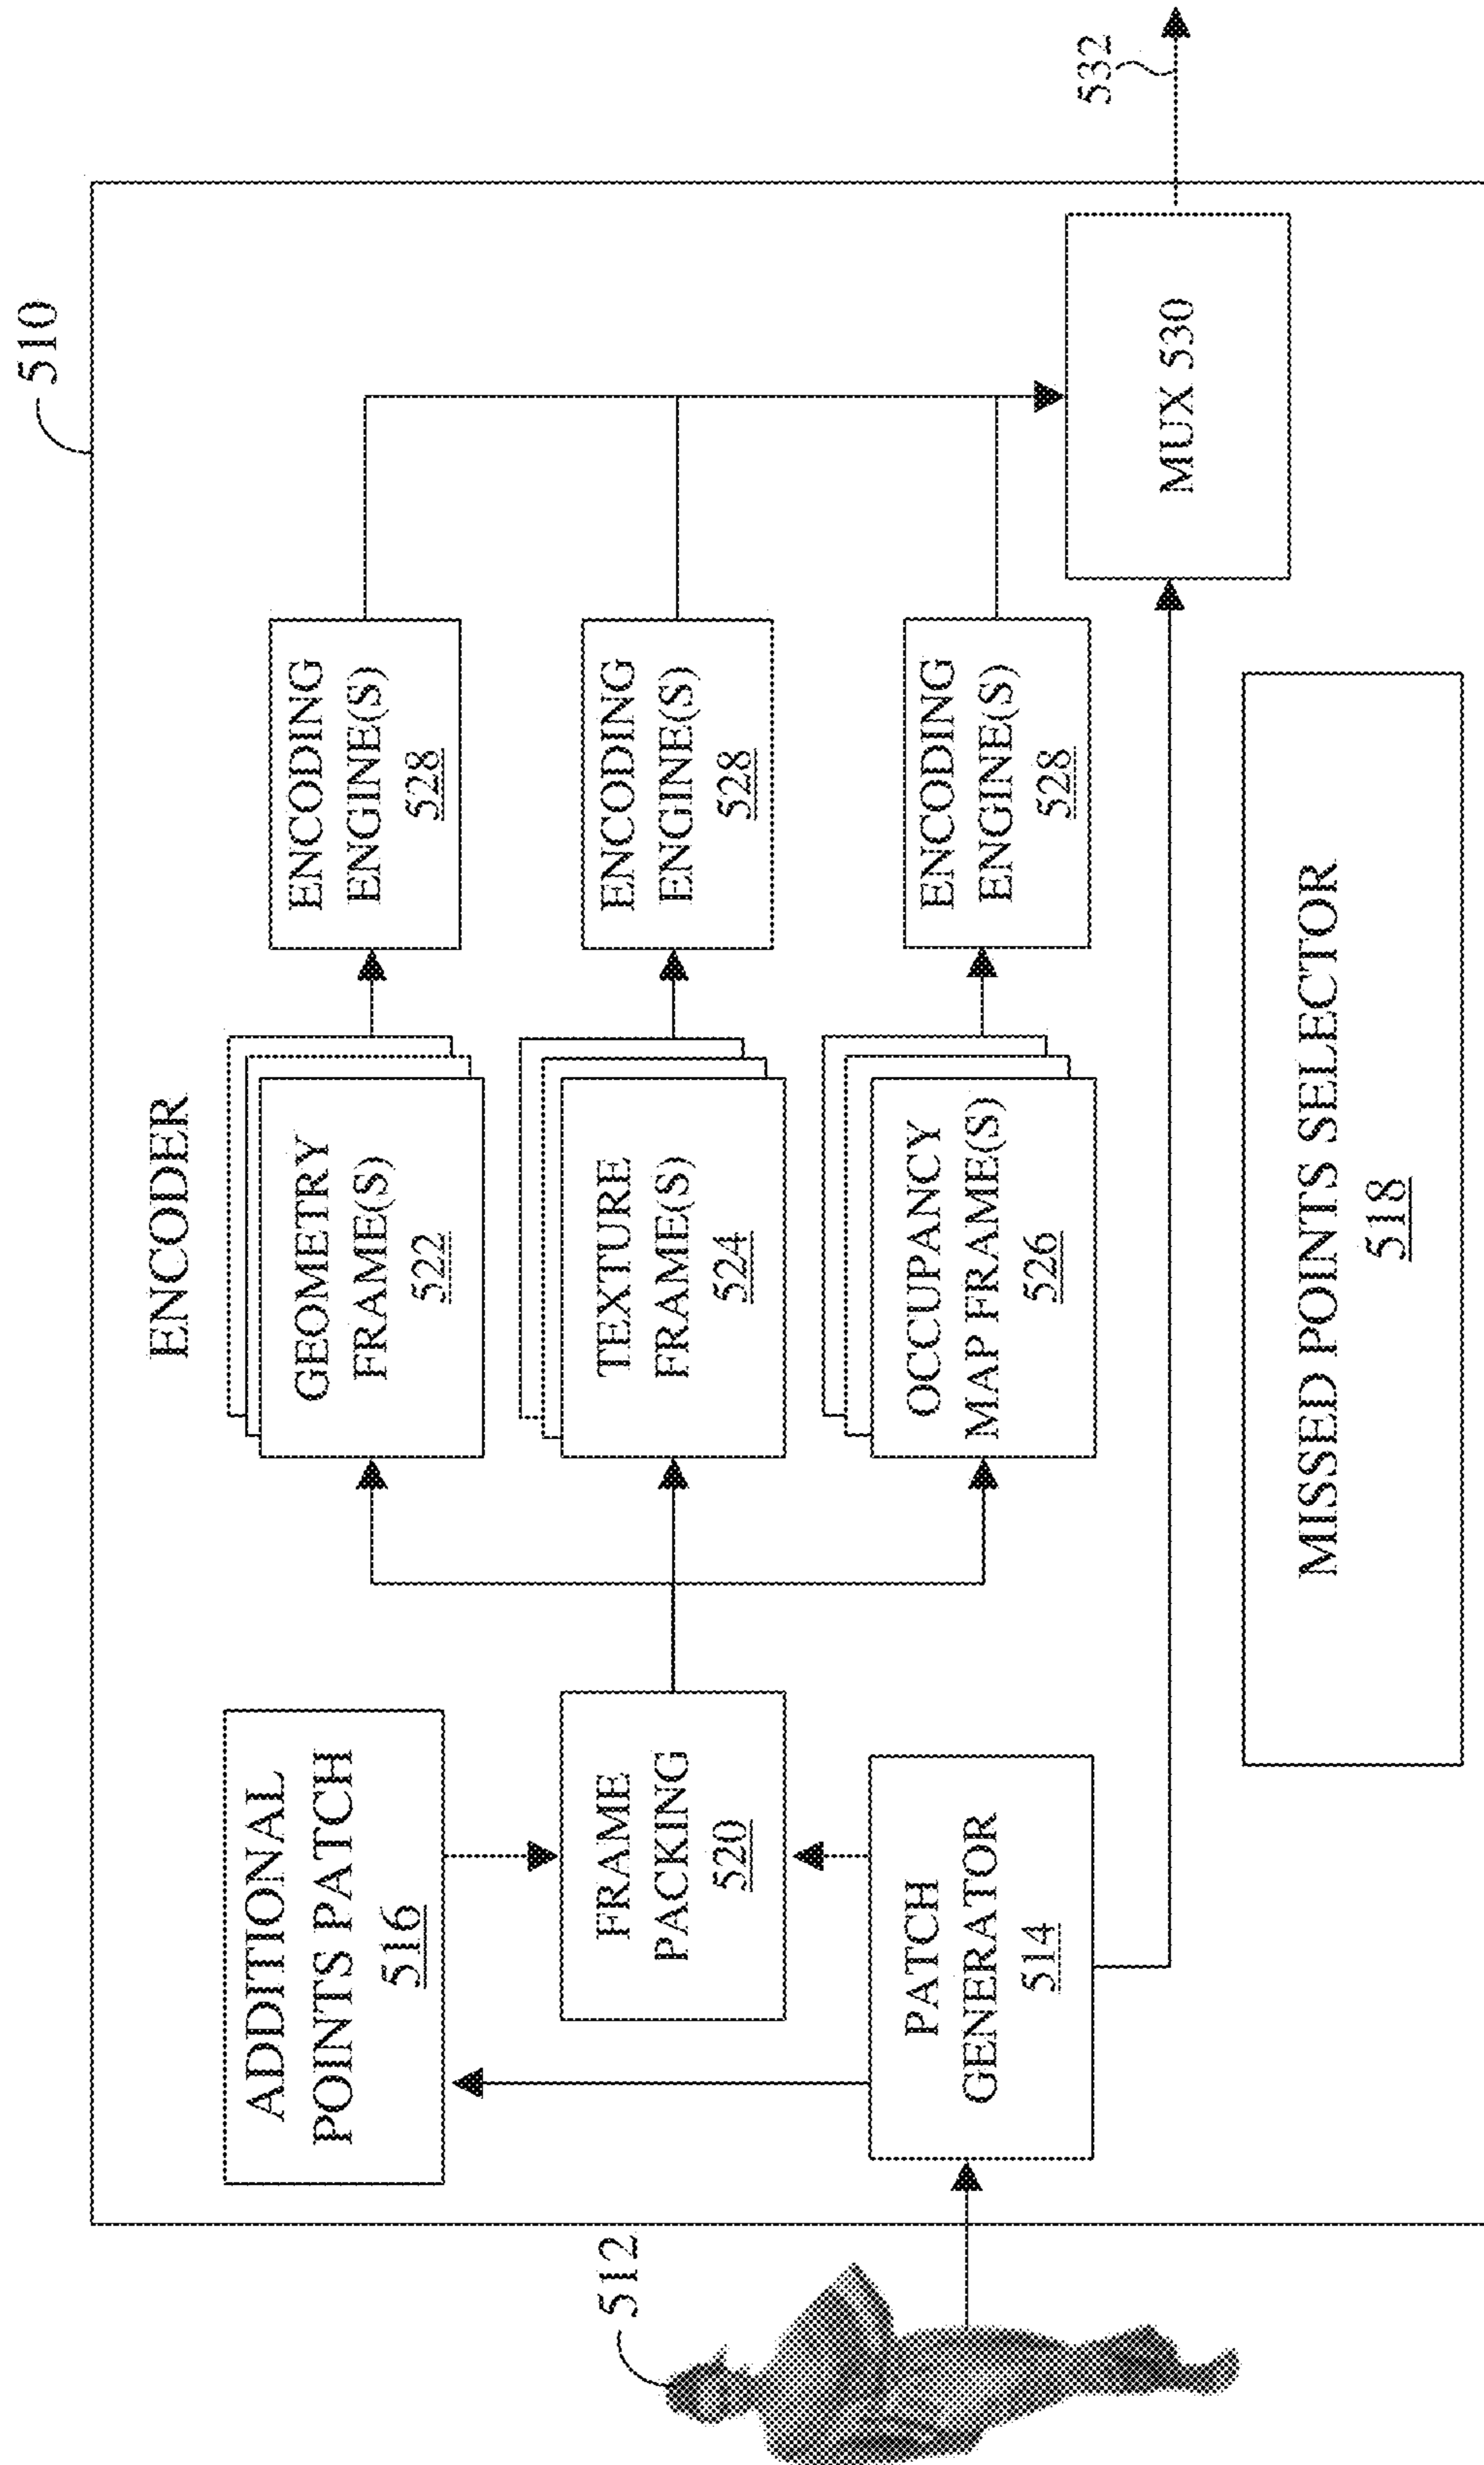 510
ENCODER
ADDITIONAL
POINTS PATCH
516
GEOMETRY
FRAME(S)
522
ENCODING
ENGINE(S)
528
512
FRAME
PACKING
520
TEXTURE
FRAME(S)
524
ENCODING
ENGINE(S)
528
PATCH
GENERATOR
514
OCCUPANCY
MAP FRAME(S)
526
ENCODING
ENGINE(S)
528
532
MUX 530
MISSED POINTS SELECTOR
518